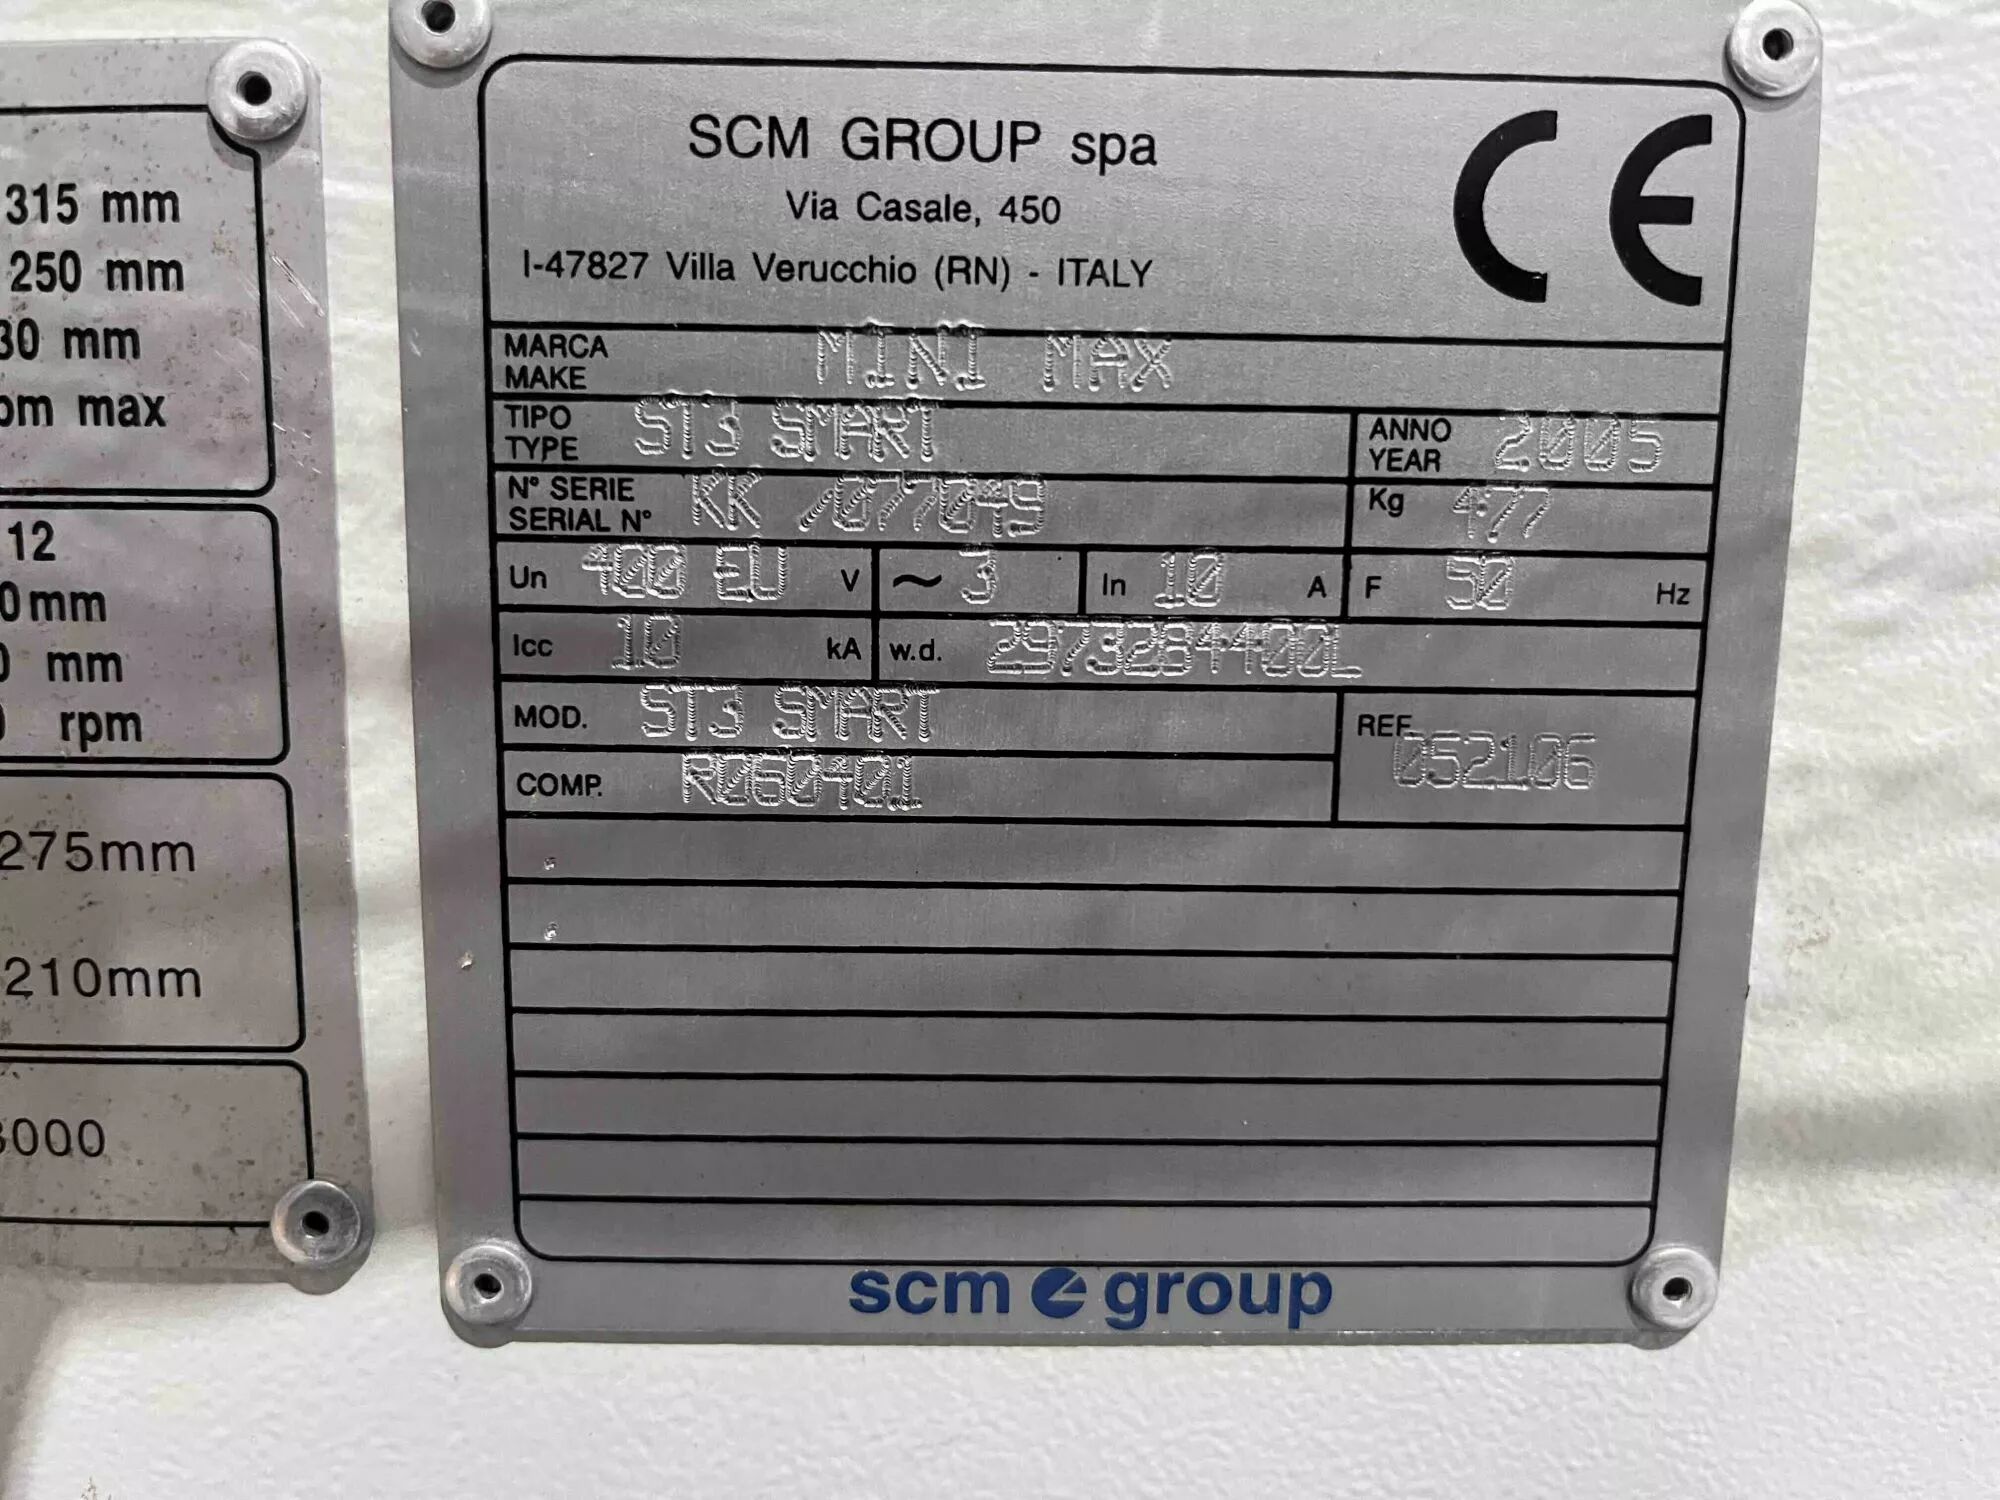 315 mm
250 mm
30 mm
pm max
12
0mm
0 mm
0 rpm
275mm
210mm
3000
SCM GROUP spa
Via Casale, 450
I-47827 Villa Verucchio (RN) - ITALY
CE
MARCA
MAKE
MINI MAX
TIPO
TYPE
ST3 SMART
ANNO
YEAR
2005
N° SERIE
SERIAL N°
KK /077049
Kg 477
Un 400 EU V ~ 3 In 10 A F 50 Hz
Icc 10 kA w.d. 2973284400L
MOD. ST3 SMART
REF. 052106
COMP. R060401
scm group